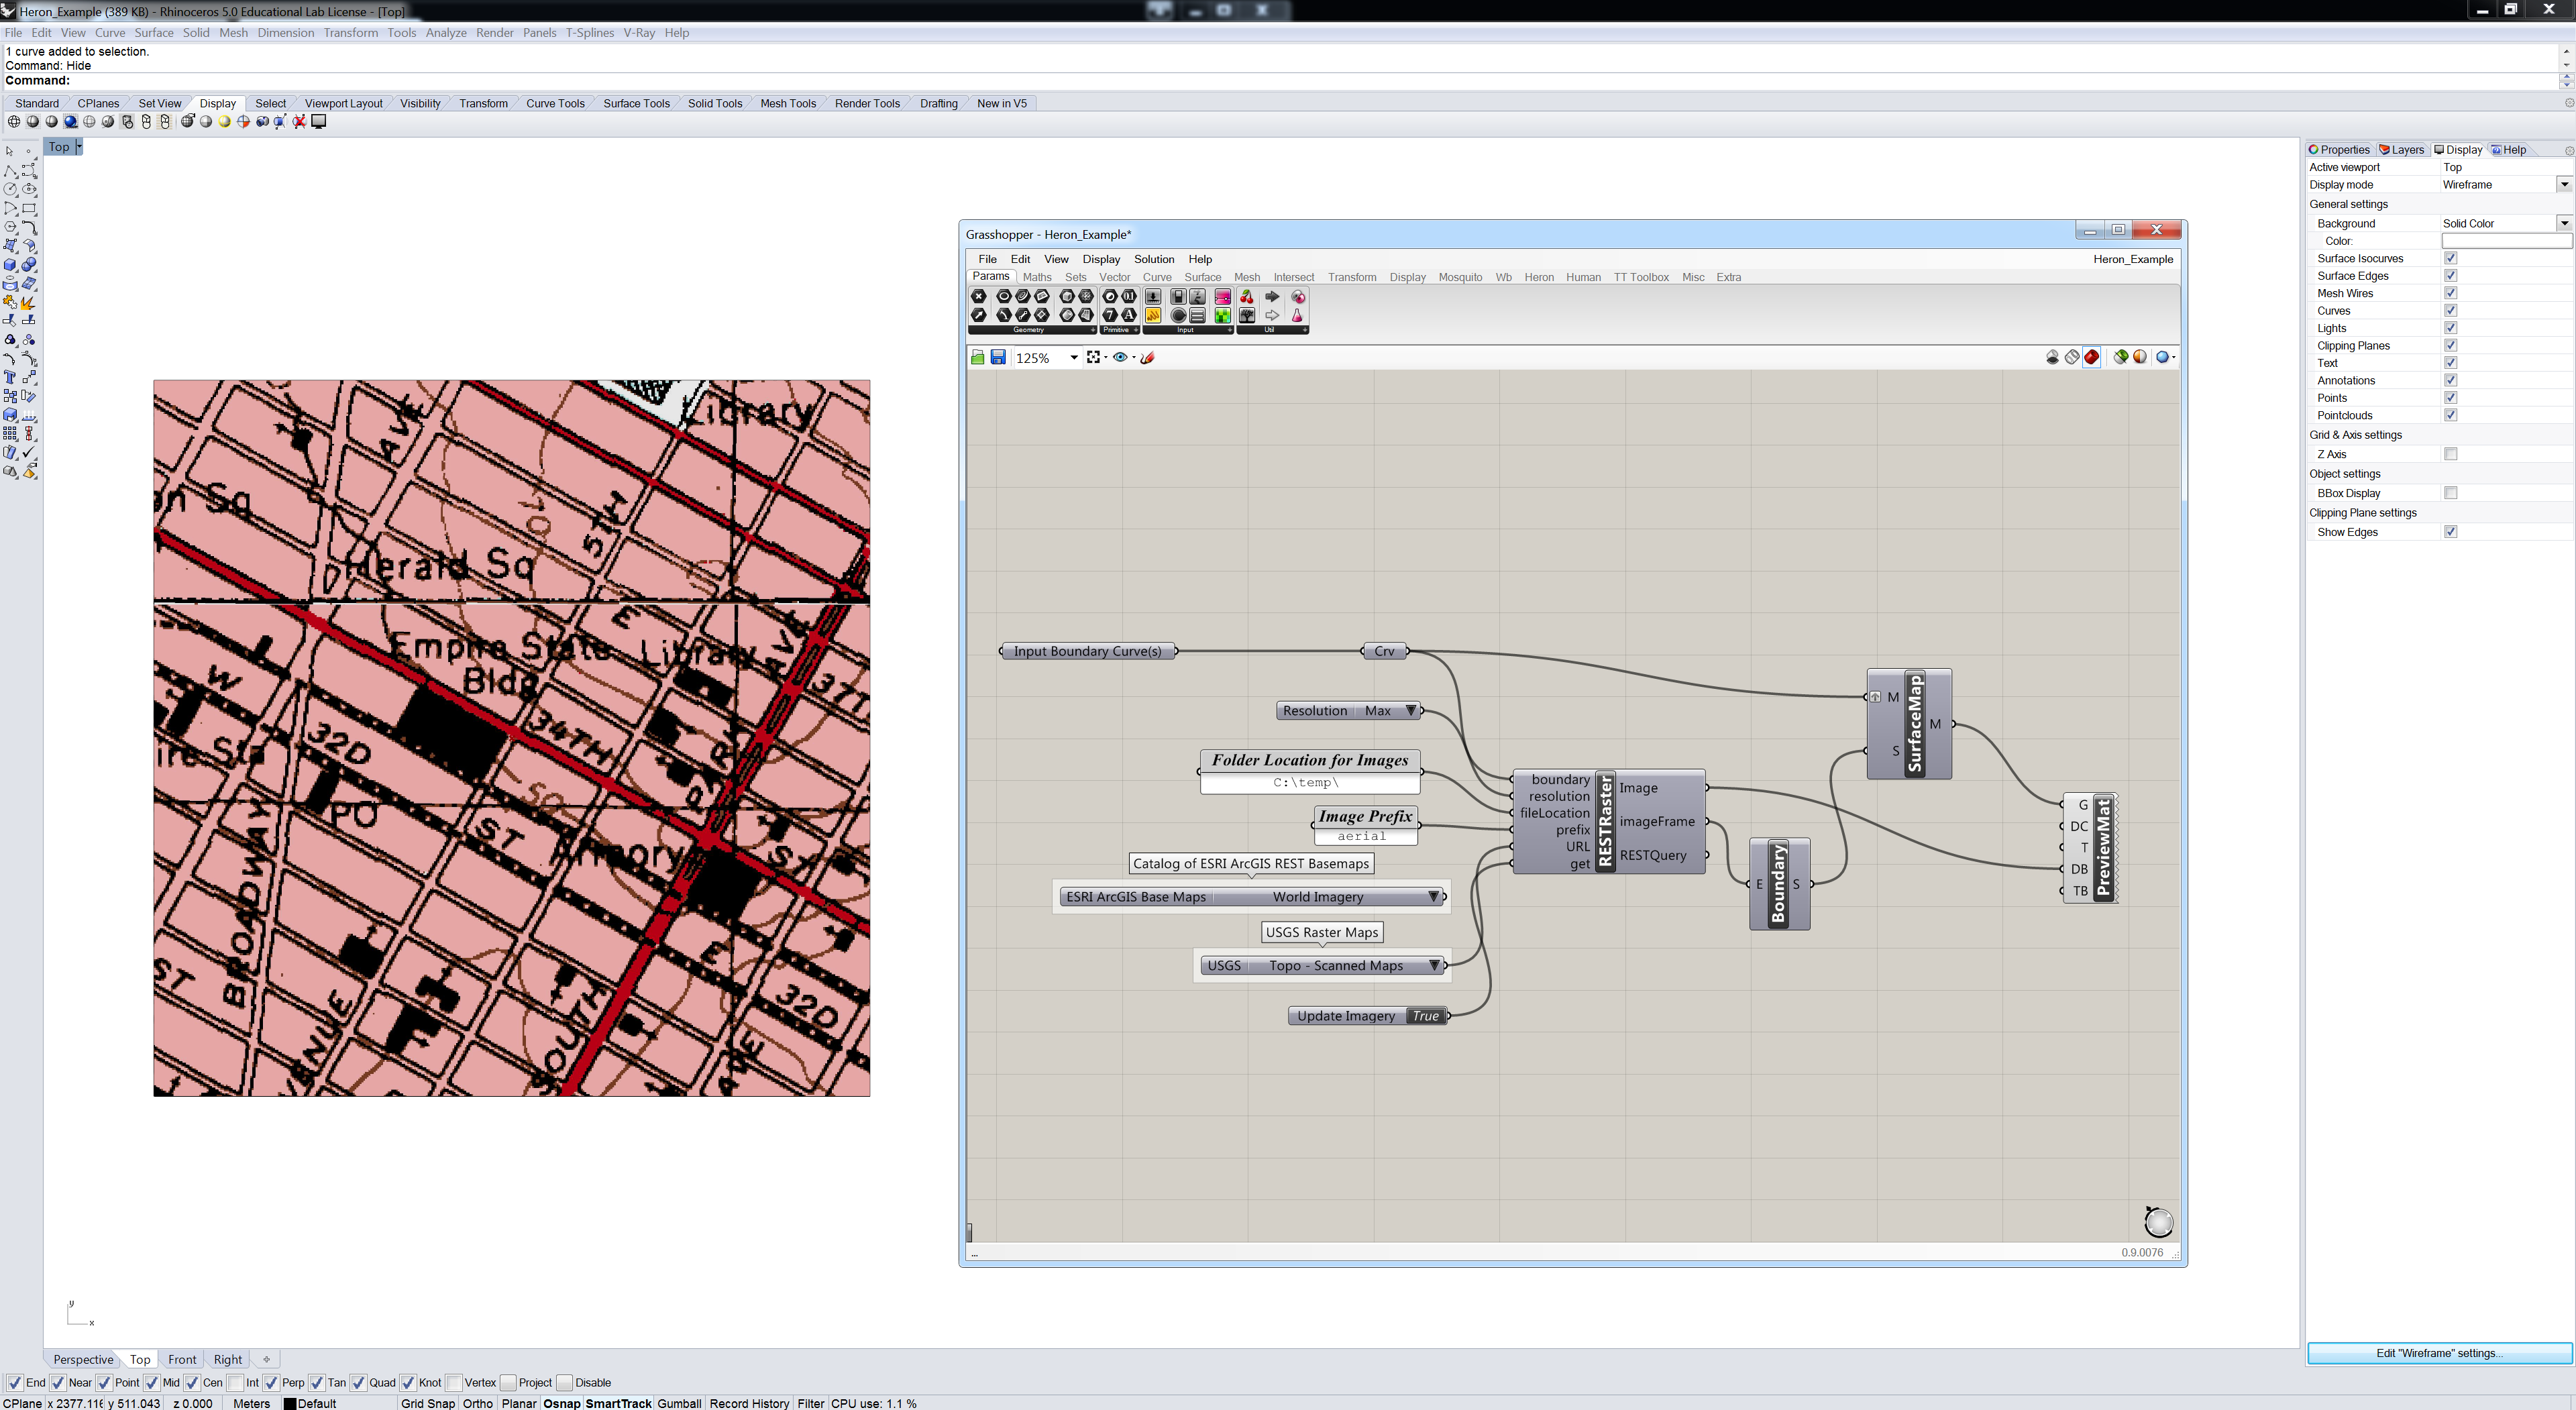 Heron_Example (389 KB) - Rhinoceros 5.0 Educational Lab License - [Top]
File Edit View Curve Surface Solid Mesh Dimension Transform Tools Analyze Render Panels T-Splines V-Ray Help
1 curve added to selection.
Command: Hide
Command:
Standard CPlanes Set View Display Select Viewport Layout Visibility Transform Curve Tools Surface Tools Solid Tools Mesh Tools Render Tools Drafting New in V5
Top
Library
AVE
on Sq
5TH
Herald Sq
Empire State
Bldg
Library
E
AVE
37TH
W
32D
34TH
PARK
PO
ST
Armory
ST
BROADWAY
ST
E
32D
SOUTH
AVE
Grasshopper - Heron_Example*
File Edit View Display Solution Help
Heron_Example
Params Maths Sets Vector Curve Surface Mesh Intersect Transform Display Mosquito Wb Heron Human TT Toolbox Misc Extra
Geometry Primitive Input Util
125%
Input Boundary Curve(s)
Crv
Resolution Max
Folder Location for Images
C:\temp\
Image Prefix
aerial
Catalog of ESRI ArcGIS REST Basemaps
ESRI ArcGIS Base Maps World Imagery
USGS Raster Maps
USGS Topo - Scanned Maps
Update Imagery True
boundary
resolution
fileLocation
prefix
URL
get
RESTRaster
Image
imageFrame
RESTQuery
E Boundary S
M
S
SurfaceMap
M
G
DC
T
DB
TB
PreviewMat
0.9.0076
Properties Layers Display Help
Active viewport Top
Display mode Wireframe
General settings
Background Solid Color
Color:
Surface Isocurves
Surface Edges
Mesh Wires
Curves
Lights
Clipping Planes
Text
Annotations
Points
Pointclouds
Grid & Axis settings
Z Axis
Object settings
BBox Display
Clipping Plane settings
Show Edges
Edit "Wireframe" settings...
y
x
Perspective Top Front Right
End Near Point Mid Cen Int Perp Tan Quad Knot Vertex Project Disable
CPlane x 2377.116 y 511.043 z 0.000 Meters Default Grid Snap Ortho Planar Osnap SmartTrack Gumball Record History Filter CPU use: 1.1 %